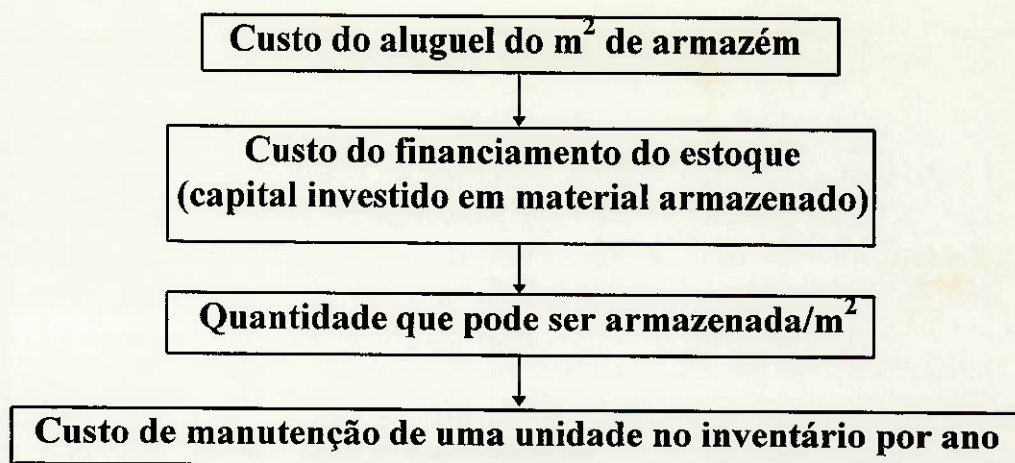 Custo do aluguel do m² de armazém
Custo do financiamento do estoque
(capital investido em material armazenado)
Quantidade que pode ser armazenada/m²
Custo de manutenção de uma unidade no inventário por ano